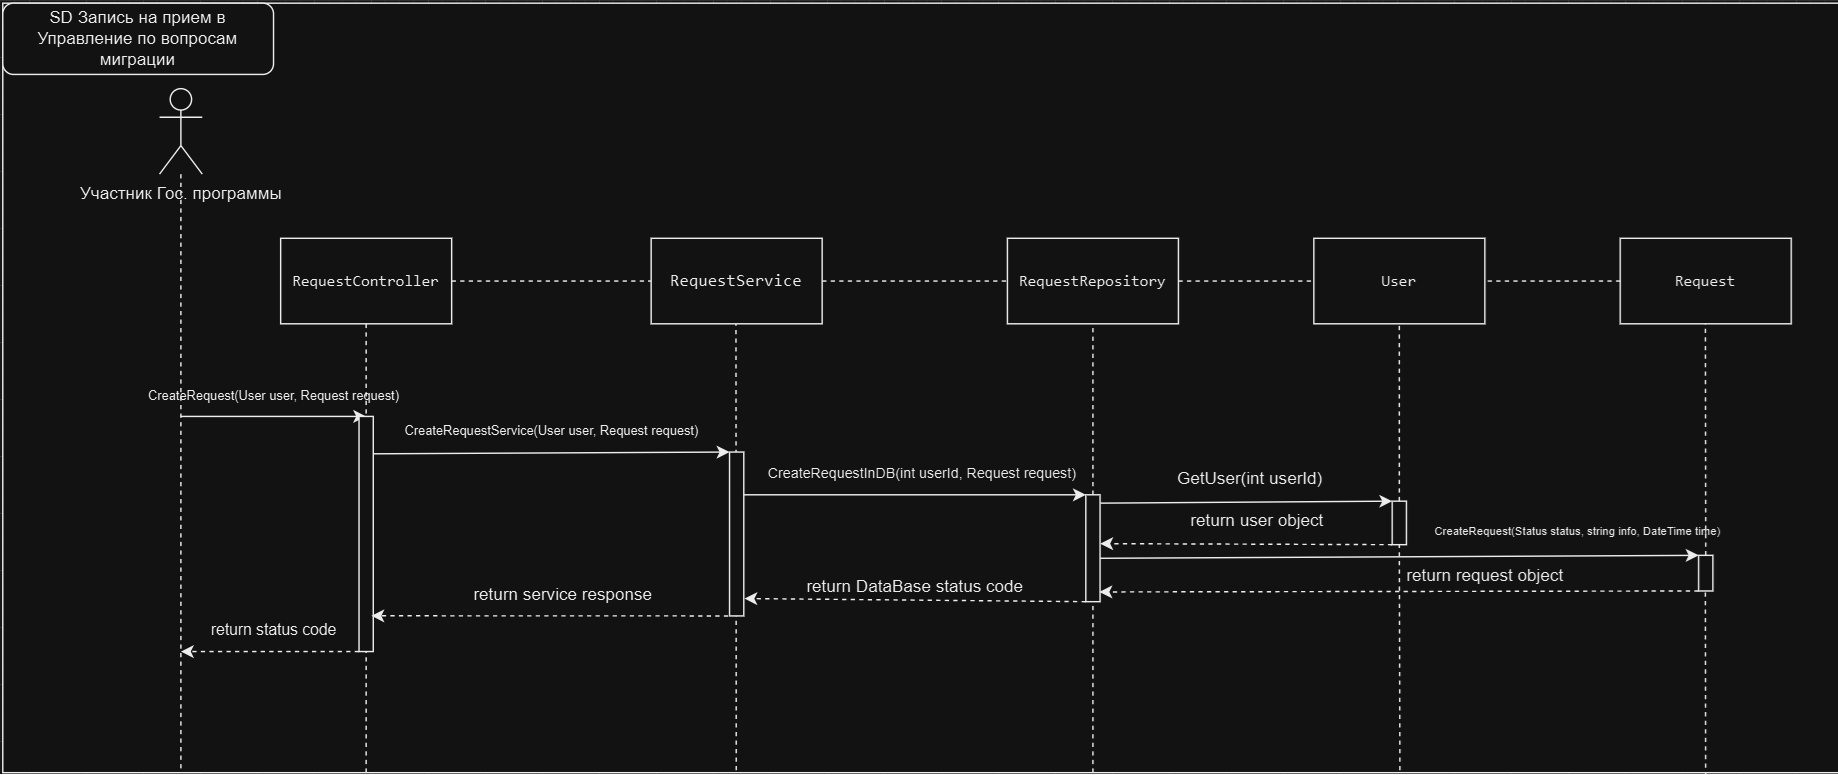 SD Запись на прием в
Управление по вопросам
миграции
Участник Гос. программы
RequestController
RequestService
RequestRepository
User
Request
CreateRequest(User user, Request request)
CreateRequestService(User user, Request request)
CreateRequestInDB(int userId, Request request)
GetUser(int userId)
return user object
CreateRequest(Status status, string info, DateTime time)
return request object
return DataBase status code
return service response
return status code